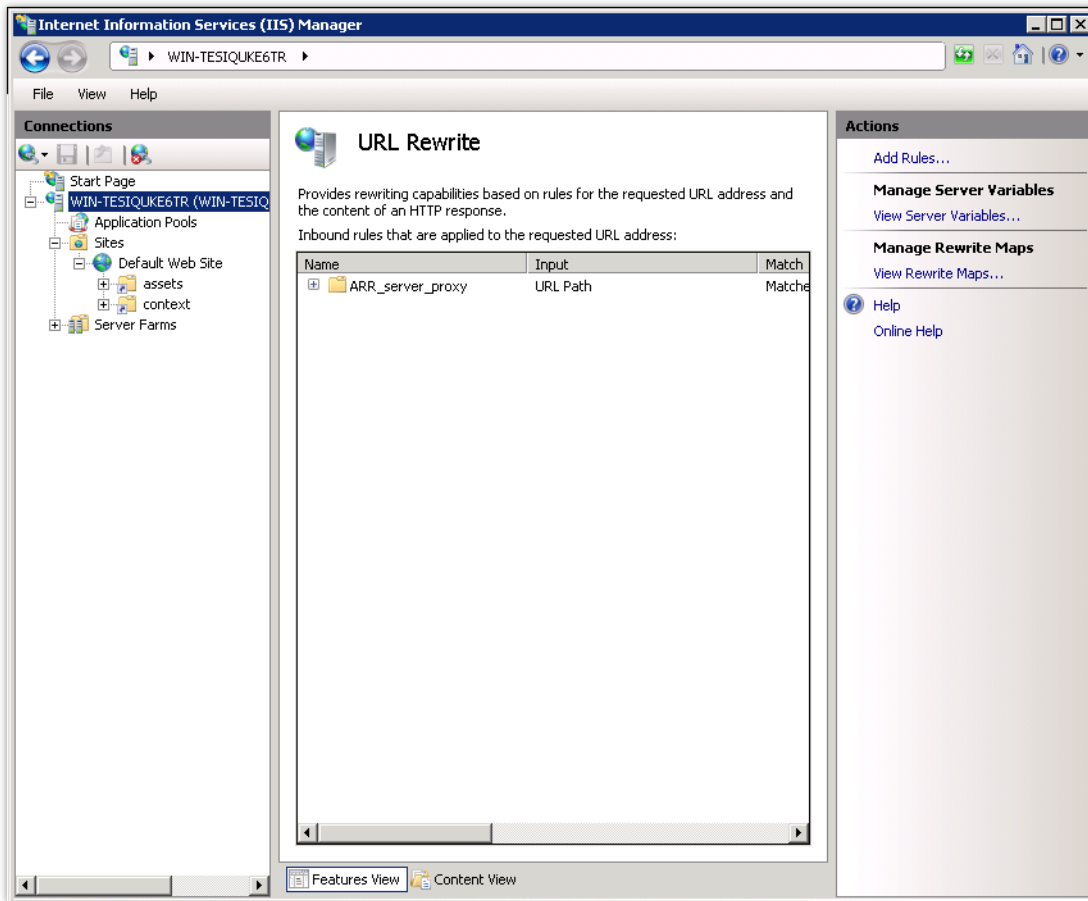 Internet Information Services (IIS) Manager
WIN-TESIQUKE6TR
File View Help
Connections
Start Page
WIN-TESIQUKE6TR (WIN-TESIQ
Application Pools
Sites
Default Web Site
assets
context
Server Farms
URL Rewrite
Provides rewriting capabilities based on rules for the requested URL address and
the content of an HTTP response.
Inbound rules that are applied to the requested URL address:
Name Input Match
ARR_server_proxy URL Path Matche
Features View Content View
Actions
Add Rules...
Manage Server Variables
View Server Variables...
Manage Rewrite Maps
View Rewrite Maps...
Help
Online Help